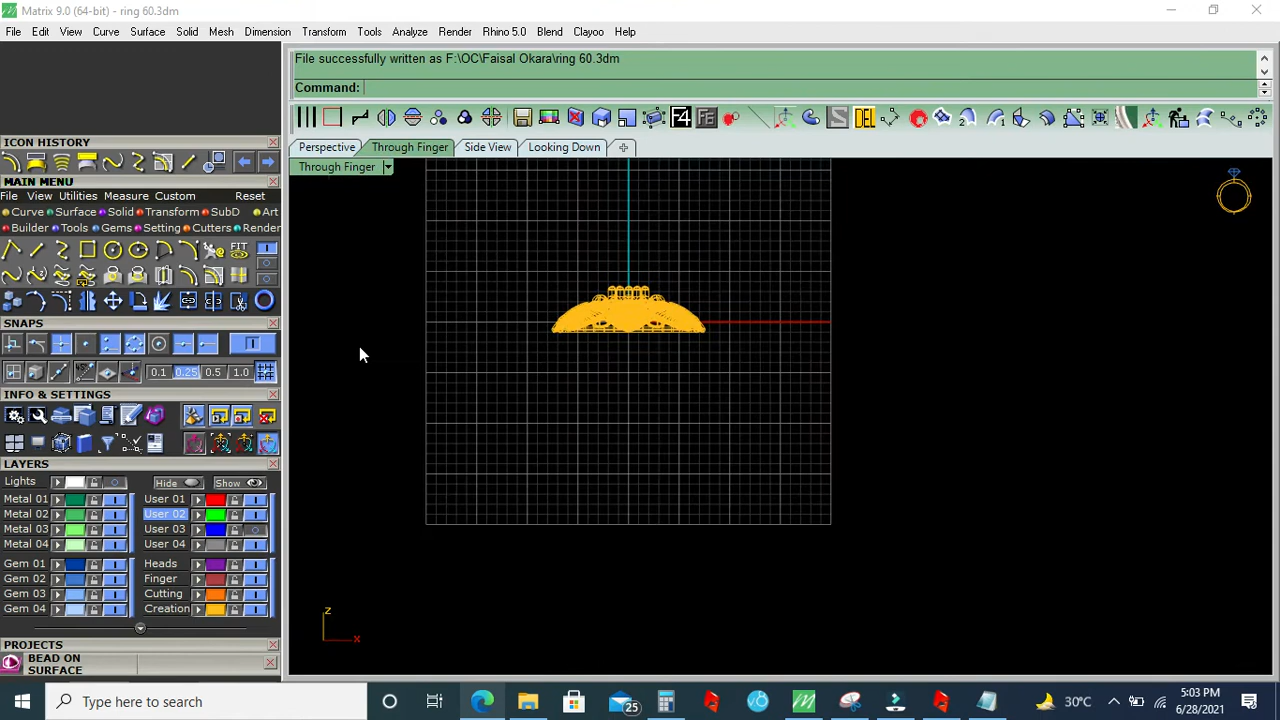 Matrix 9.0 (64-bit) - ring 60.3dm
File Edit View Curve Surface Solid Mesh Dimension Transform Tools Analyze Render Rhino 5.0 Blend Clayoo Help
File successfully written as F:\OC\Faisal Okara\ring 60.3dm
Command:
F4 DEL
ICON HISTORY
Perspective Through Finger Side View Looking Down
Through Finger
MAIN MENU
File View Utilities Measure Custom Reset
Curve Surface Solid Transform SubD Art
Builder Tools Gems Setting Cutters Render
FIT
SNAPS
0.1 0.25 0.5 1.0
INFO & SETTINGS
LAYERS
Lights Hide Show
Metal 01 User 01
Metal 02 User 02
Metal 03 User 03
Metal 04 User 04
Gem 01 Heads
Gem 02 Finger
Gem 03 Cutting
Gem 04 Creation
z
x
PROJECTS
BEAD ON
SURFACE
Type here to search
25
30°C
5:03 PM
6/28/2021